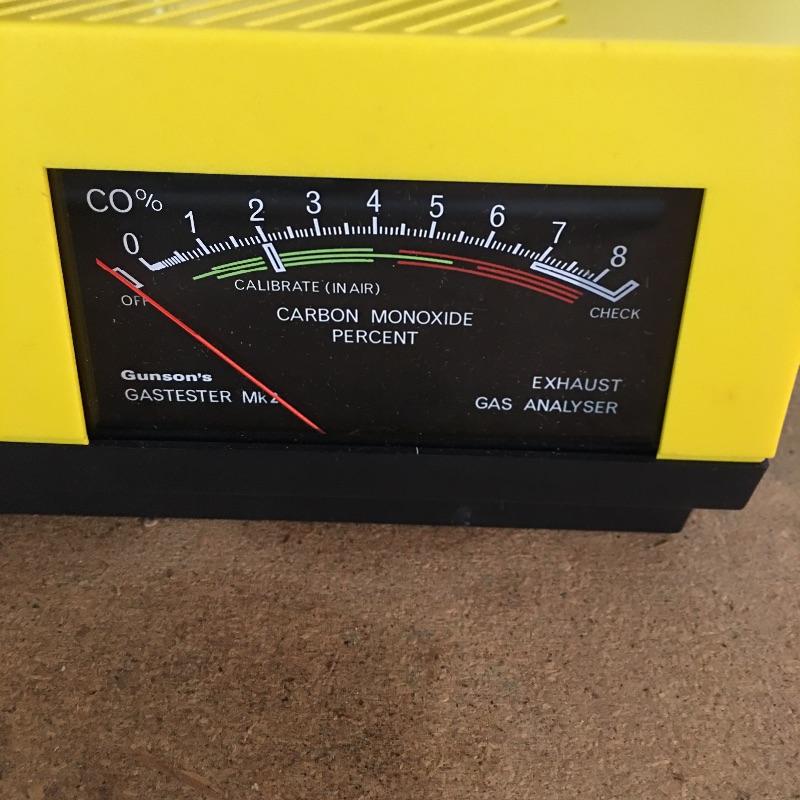 CO%
0 1 2 3 4 5 6 7 8
OFF
CALIBRATE (IN AIR)
CHECK
CARBON MONOXIDE
PERCENT
Gunson's
GASTESTER Mk2
EXHAUST
GAS ANALYSER